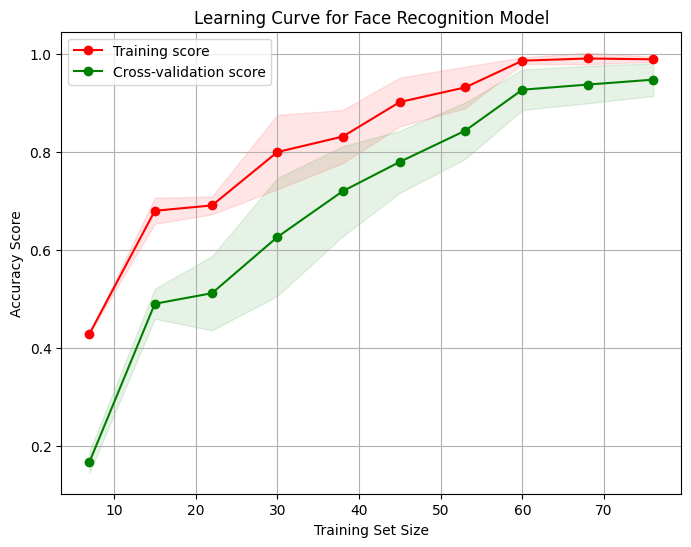 Learning Curve for Face Recognition Model
Training score
Cross-validation score
Accuracy Score
1.0
0.8
0.6
0.4
0.2
10 20 30 40 50 60 70
Training Set Size